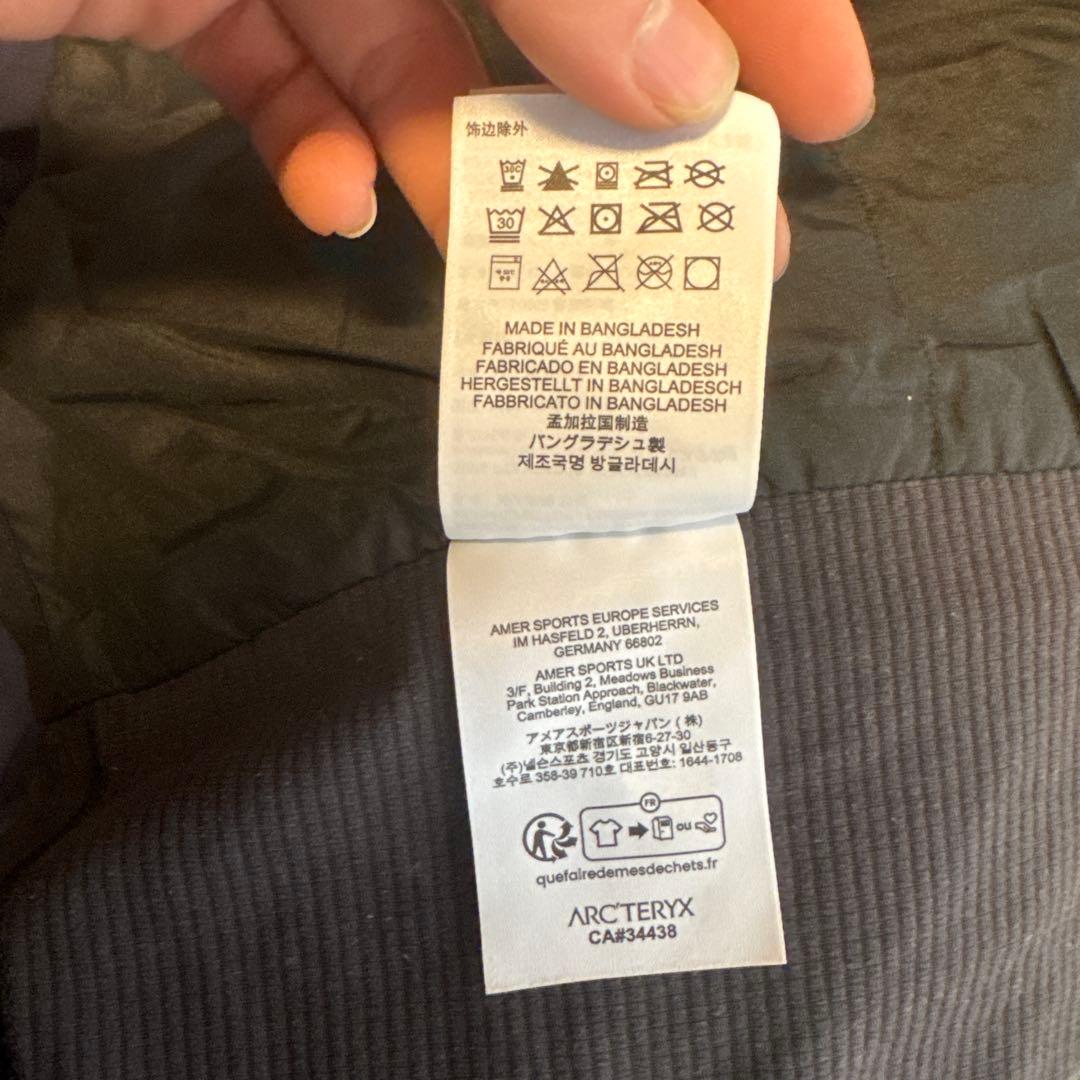 饰边除外
30C
30
MADE IN BANGLADESH
FABRIQUÉ AU BANGLADESH
FABRICADO EN BANGLADESH
HERGESTELLT IN BANGLADESCH
FABBRICATO IN BANGLADESH
孟加拉国制造
バングラデシュ製
제조국명 방글라데시
AMER SPORTS EUROPE SERVICES
IM HASFELD 2, UBERHERRN,
GERMANY 66802
AMER SPORTS UK LTD
3/F, Building 2, Meadows Business
Park Station Approach, Blackwater,
Camberley, England, GU17 9AB
アメアスポーツジャパン (株)
東京都新宿区新宿6-27-30
(주)넬슨스포츠 경기도 고양시 일산동구
호수로 358-39 710호 대표번호: 1644-1708
FR
ou
quefairedemesdechets.fr
ARC'TERYX
CA#34438